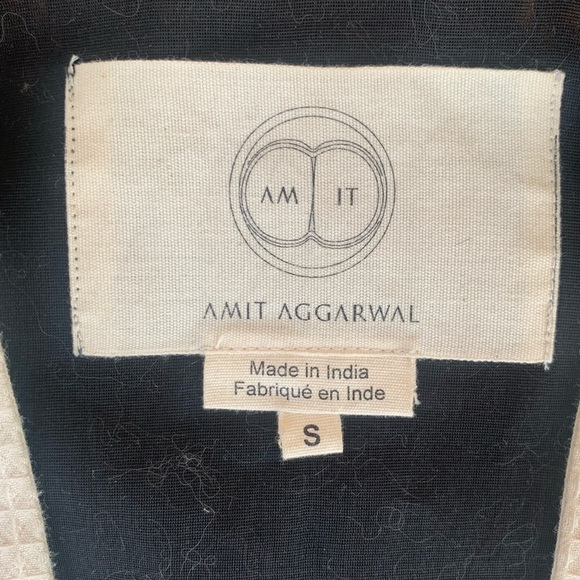 AM IT
AMIT AGGARWAL
Made in India
Fabriqué en Inde
S